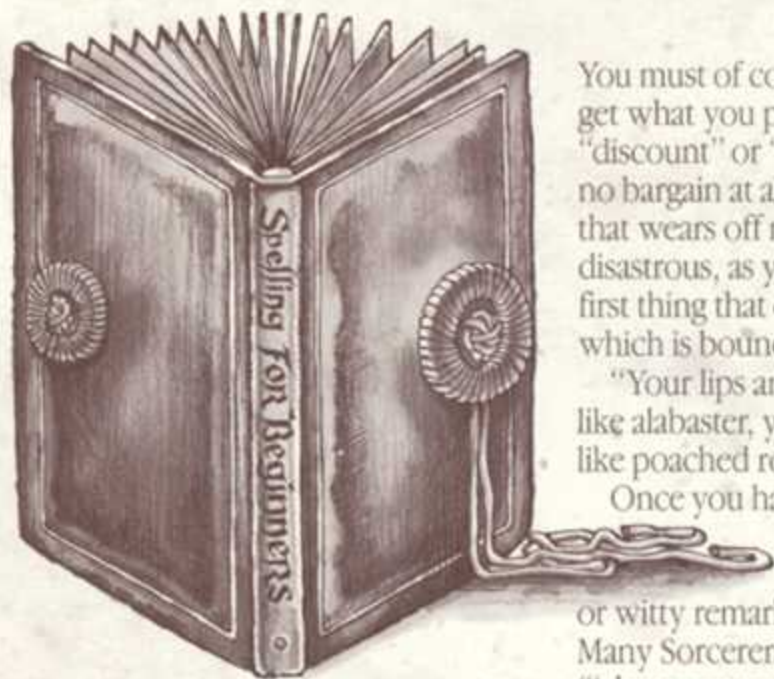 Spelling FOR Beginners
You must of co
get what you p
"discount" or "
no bargain at a
that wears off
disastrous, as y
first thing that
which is bound
"Your lips ar
like alabaster, y
like poached re
Once you ha
or witty remar
Many Sorcerer